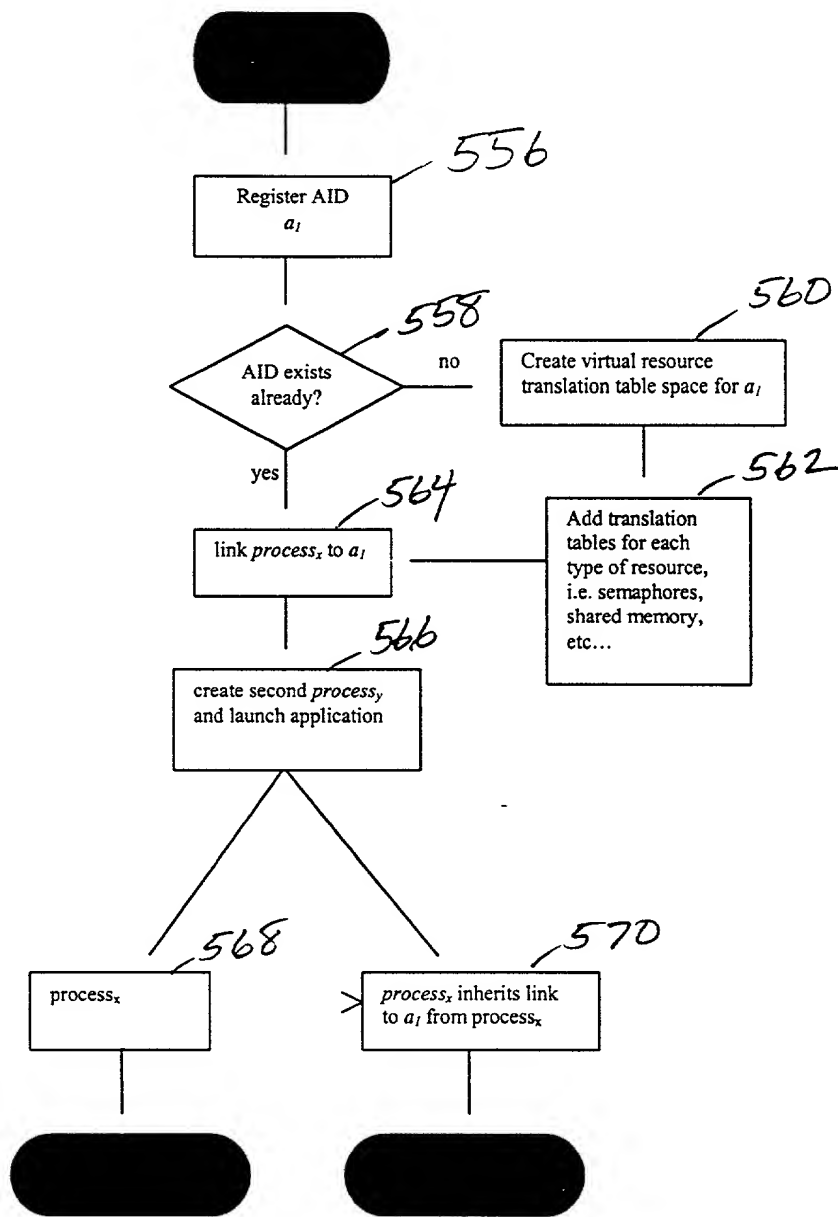 556
Register AID
a1
558
AID exists
already?
no
yes
560
Create virtual resource
translation table space for a1
562
Add translation
tables for each
type of resource,
i.e. semaphores,
shared memory,
etc...
564
link processx to a1
566
create second processy
and launch application
568
processx
570
processx inherits link
to a1 from processx